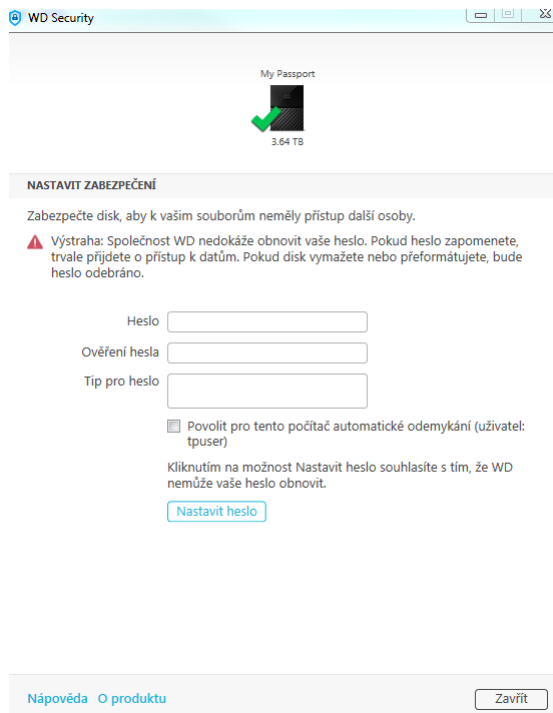 WD Security
My Passport
3.64 TB
NASTAVIT ZABEZPEČENÍ
Zabezpečte disk, aby k vašim souborům neměly přístup další osoby.
Výstraha: Společnost WD nedokáže obnovit vaše heslo. Pokud heslo zapomenete,
trvale přijdete o přístup k datům. Pokud disk vymažete nebo přeformátujete, bude
heslo odebráno.
Heslo
Ověření hesla
Tip pro heslo
Povolit pro tento počítač automatické odemykání (uživatel:
tpuser)
Kliknutím na možnost Nastavit heslo souhlasíte s tím, že WD
nemůže vaše heslo obnovit.
Nastavit heslo
Nápověda O produktu
Zavřít